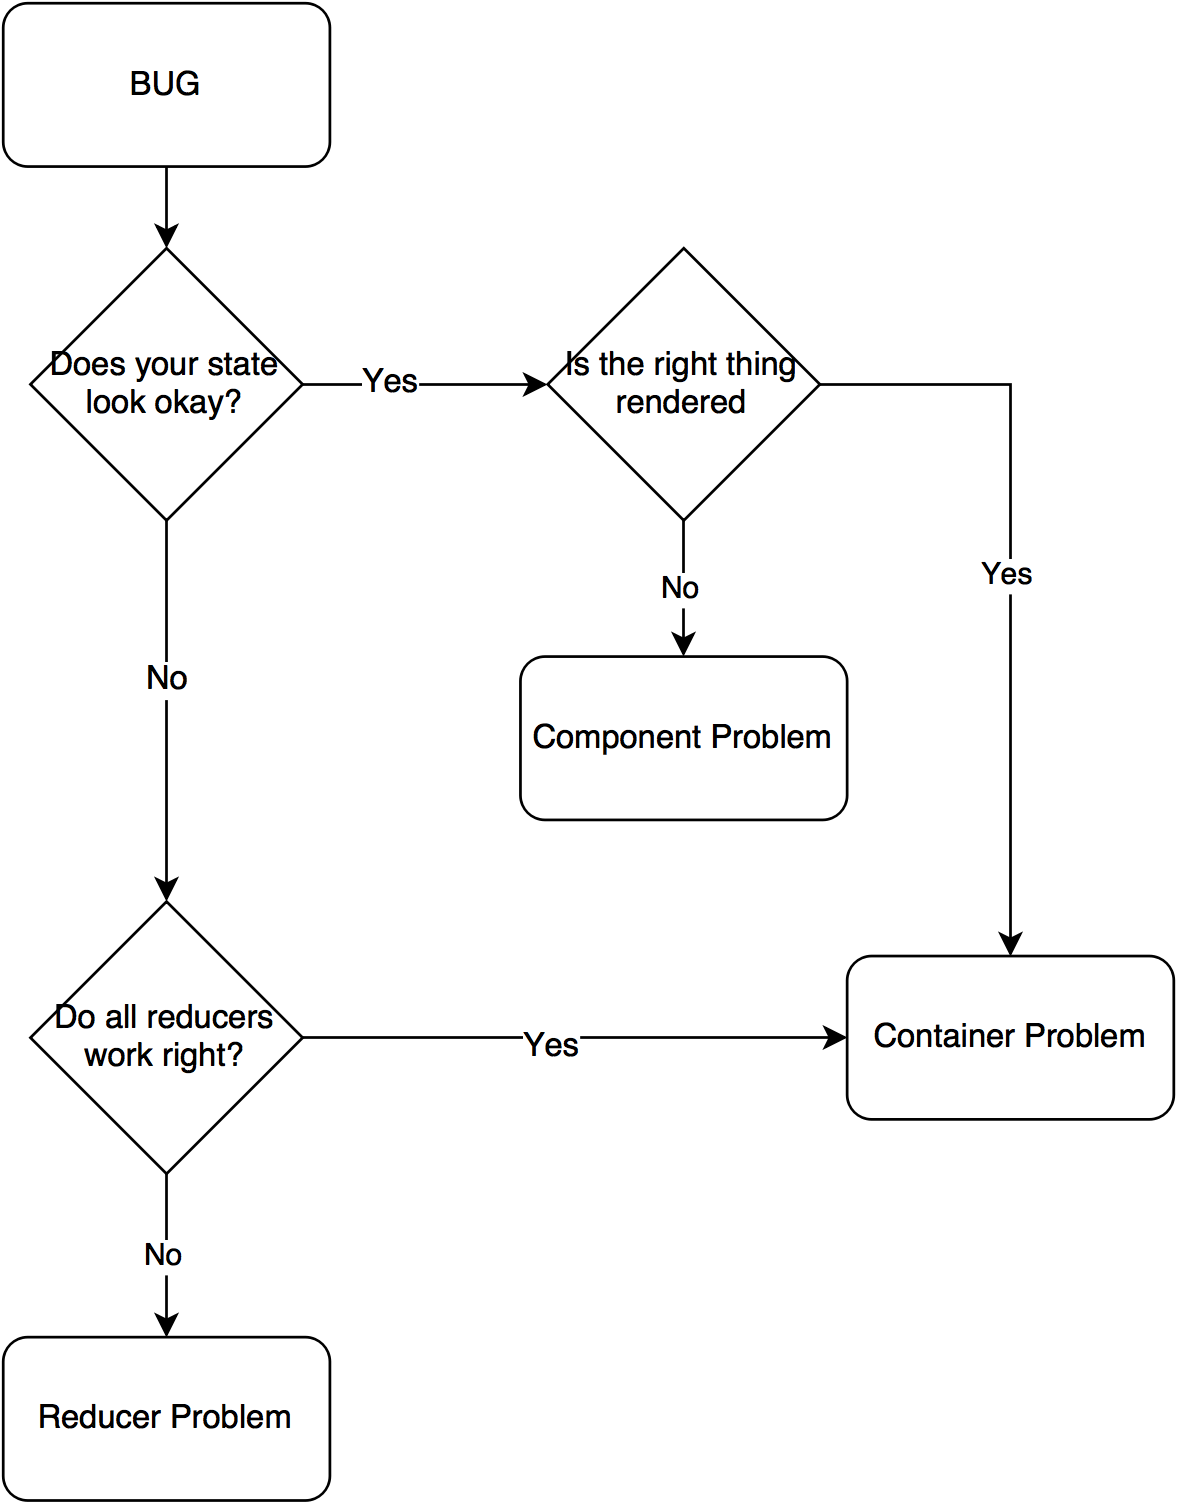 BUG
Does your state
look okay?
Yes
Is the right thing
rendered
No
Yes
Component Problem
No
Do all reducers
work right?
Yes
Container Problem
No
Reducer Problem